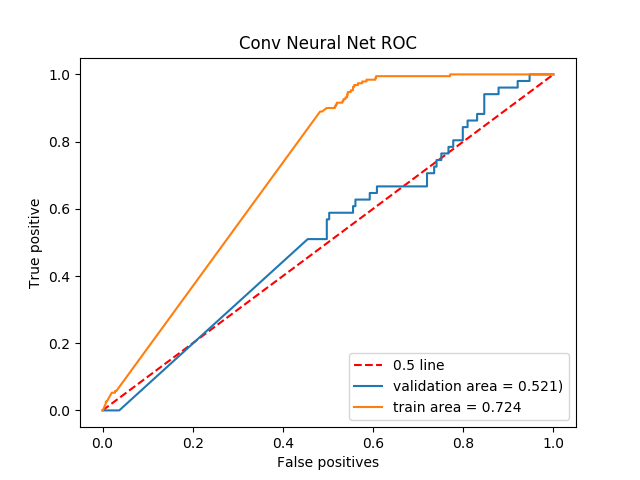 Conv Neural Net ROC
True positive
1.0
0.8
0.6
0.4
0.2
0.0
0.5 line
validation area = 0.521)
train area = 0.724
0.0 0.2 0.4 0.6 0.8 1.0
False positives